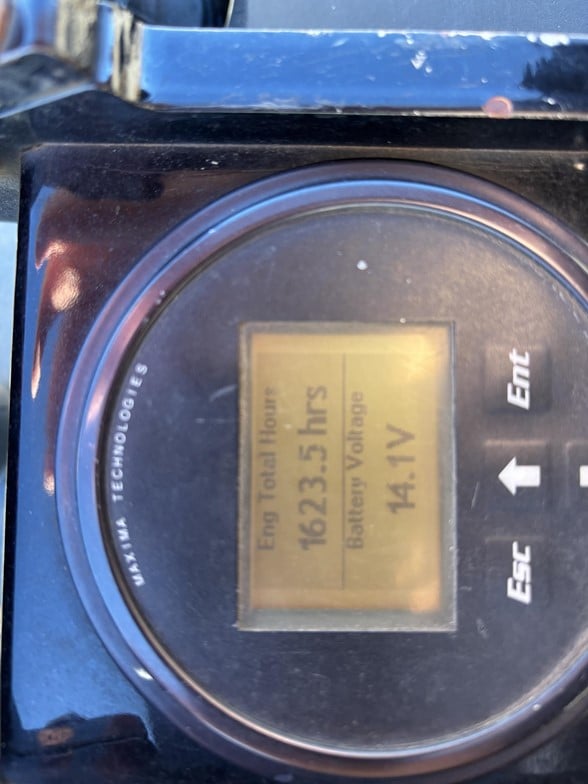 MAXIMA TECHNOLOGIES
Eng Total Hours
1623.5 hrs
Battery Voltage
14.1V
Esc
Ent